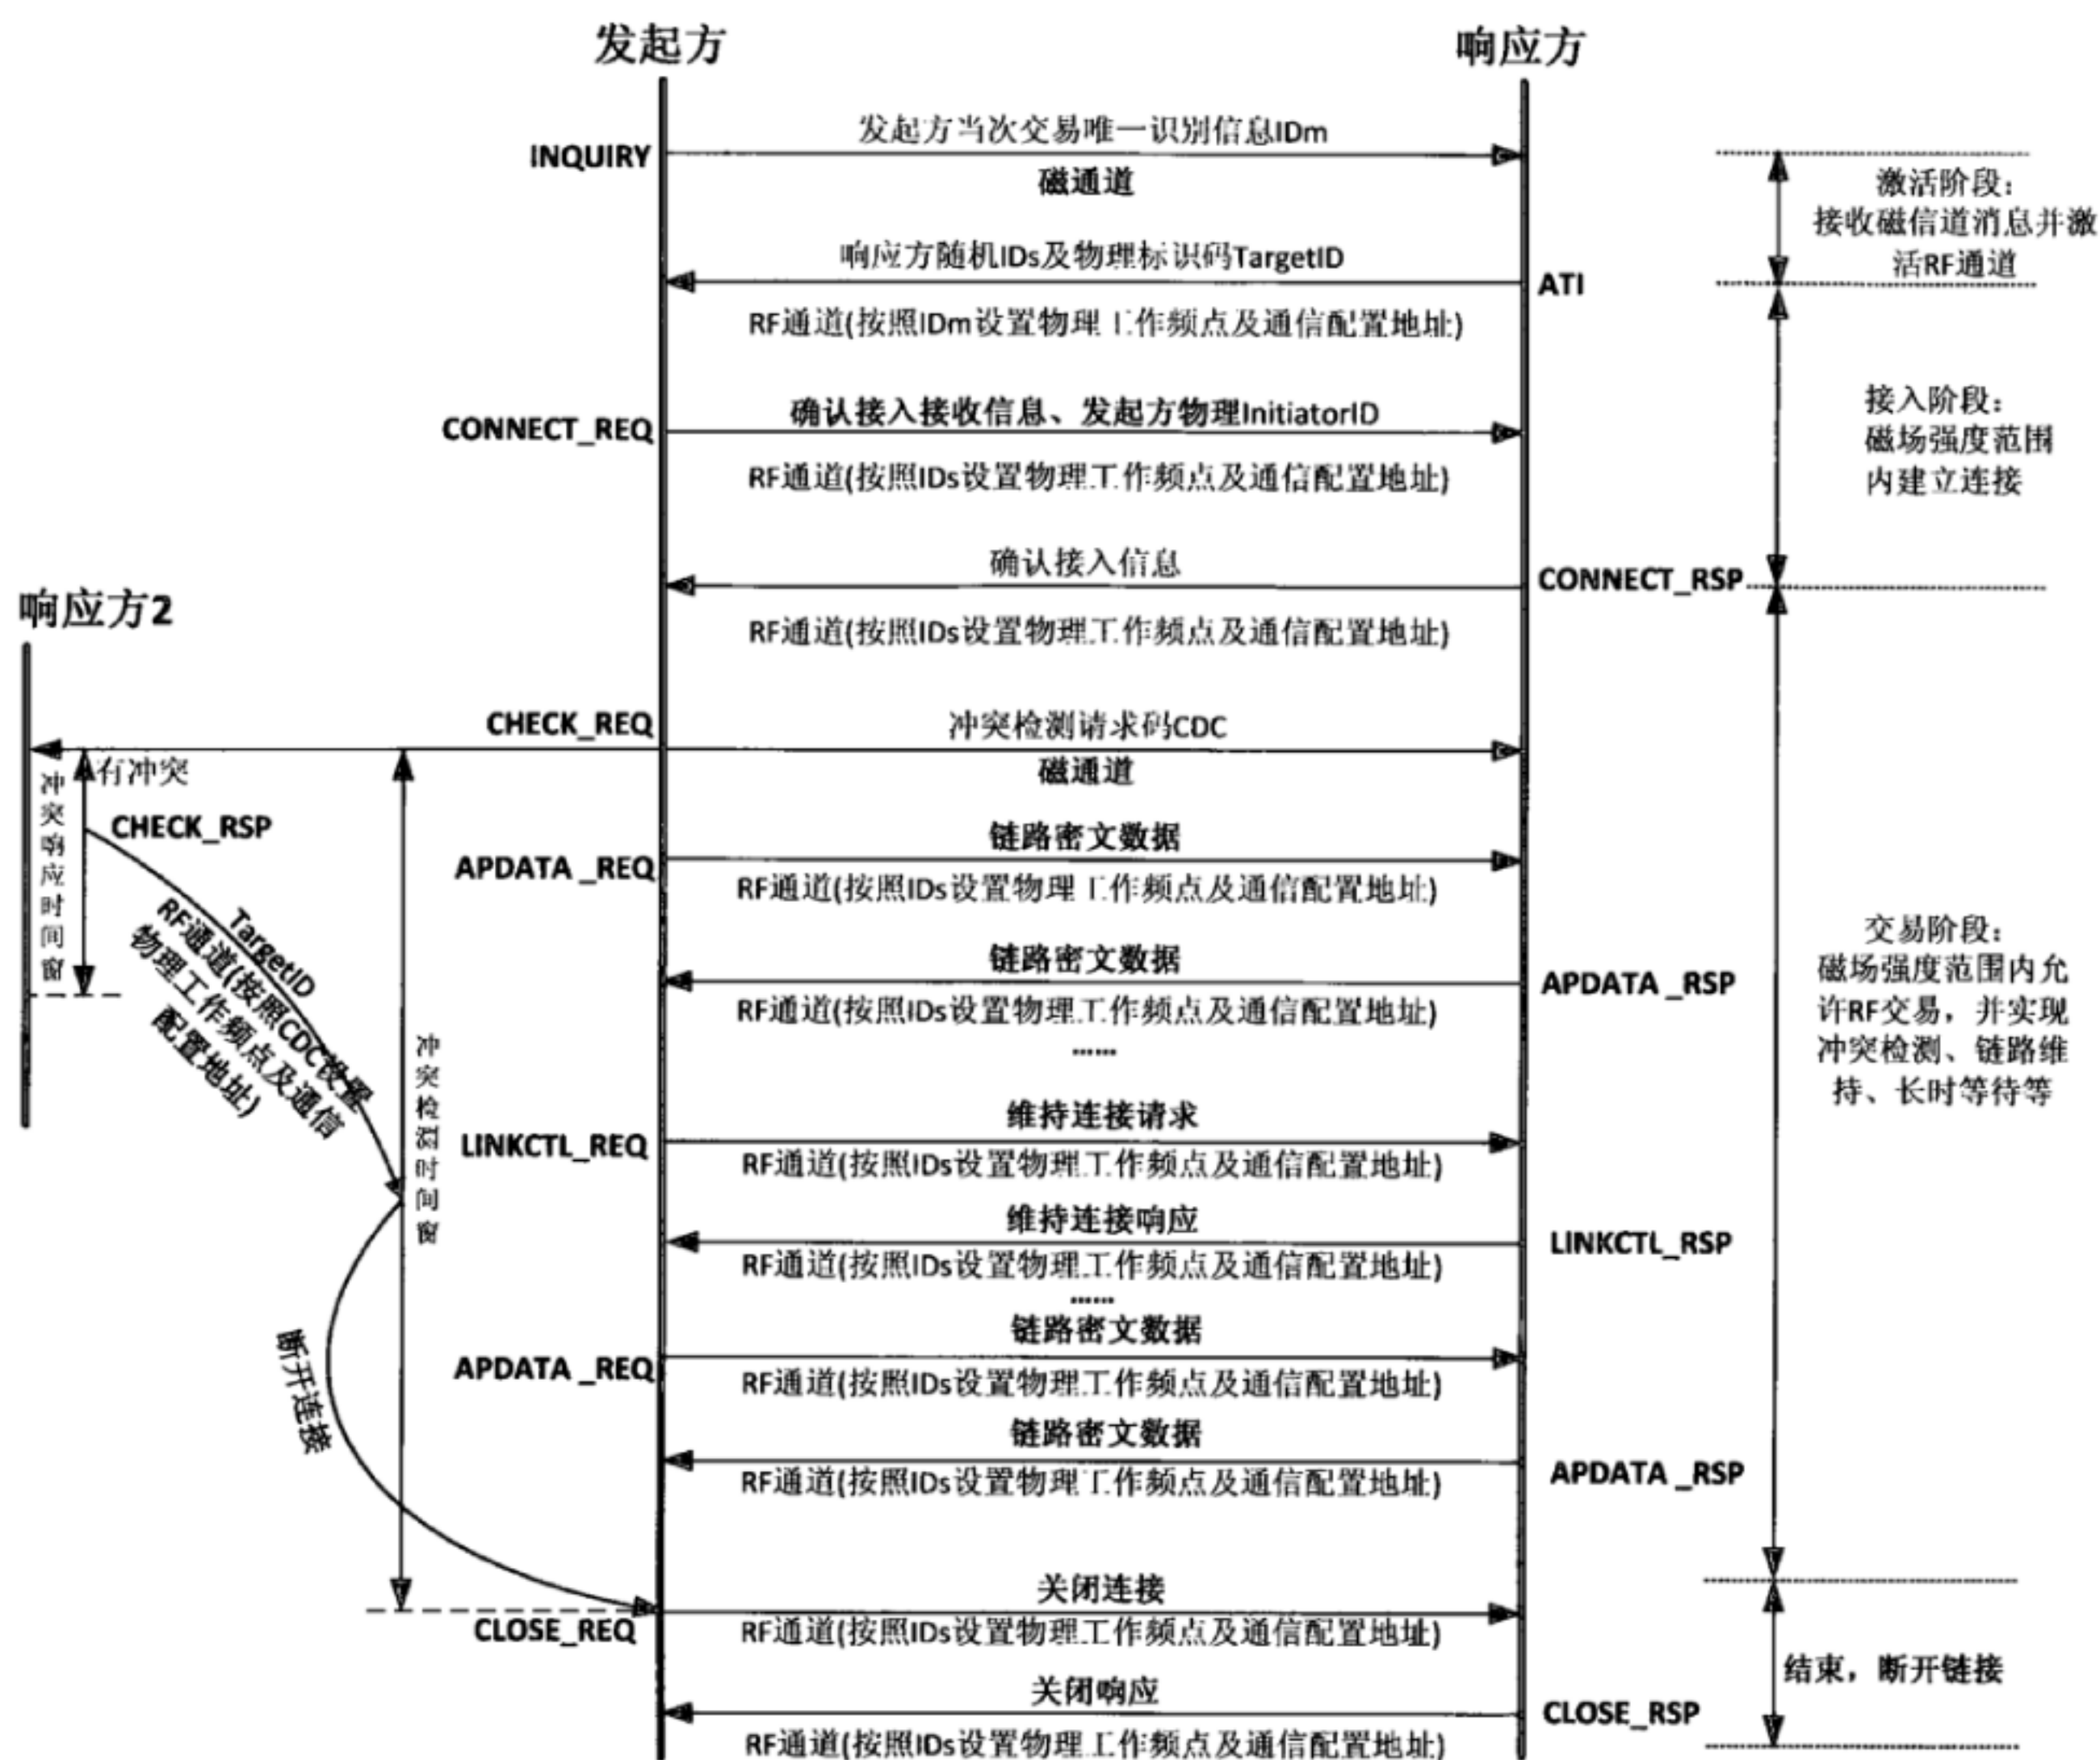 发起方
响应方
发起方当次交易唯一识别信息IDm
INQUIRY
磁通道
激活阶段：
接收磁信道消息并激
活RF通道
响应方随机IDs及物理标识码TargetID
ATI
RF通道(按照IDm设置物理工作频点及通信配置地址)
确认接入接收信息、发起方物理InitiatorID
CONNECT_REQ
RF通道(按照IDs设置物理工作频点及通信配置地址)
接入阶段：
磁场强度范围
内建立连接
确认接入信息
CONNECT_RSP
RF通道(按照IDs设置物理工作频点及通信配置地址)
响应方2
CHECK_REQ
冲突检测请求码CDC
磁通道
有冲突
冲突响应时间窗
CHECK_RSP
TargetID
RF通道(按照CDC设置
物理工作频点及通信
配置地址)
冲突检测时间窗
链路密文数据
APDATA _REQ
RF通道(按照IDs设置物理工作频点及通信配置地址)
链路密文数据
APDATA _RSP
RF通道(按照IDs设置物理工作频点及通信配置地址)
......
交易阶段：
磁场强度范围内允
许RF交易，并实现
冲突检测、链路维
持、长时等待等
维持连接请求
LINKCTL_REQ
RF通道(按照IDs设置物理工作频点及通信配置地址)
维持连接响应
LINKCTL_RSP
RF通道(按照IDs设置物理工作频点及通信配置地址)
......
链路密文数据
APDATA _REQ
RF通道(按照IDs设置物理工作频点及通信配置地址)
断开连接
链路密文数据
APDATA _RSP
RF通道(按照IDs设置物理工作频点及通信配置地址)
关闭连接
CLOSE_REQ
RF通道(按照IDs设置物理工作频点及通信配置地址)
结束，断开链接
关闭响应
CLOSE_RSP
RF通道(按照IDs设置物理工作频点及通信配置地址)